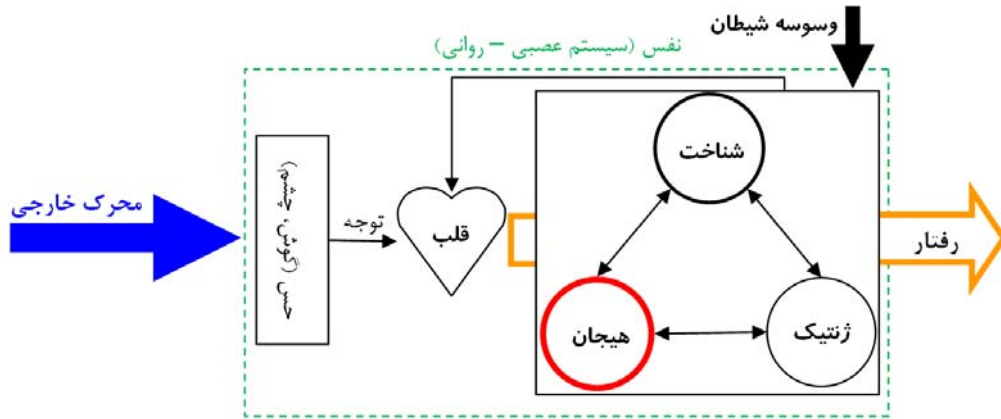 وسوسه شیطان
نفس (سیستم عصبی – روانی)
محرک خارجی
حس (گوش، چشم)
توجه
قلب
شناخت
هیجان
ژنتیک
رفتار